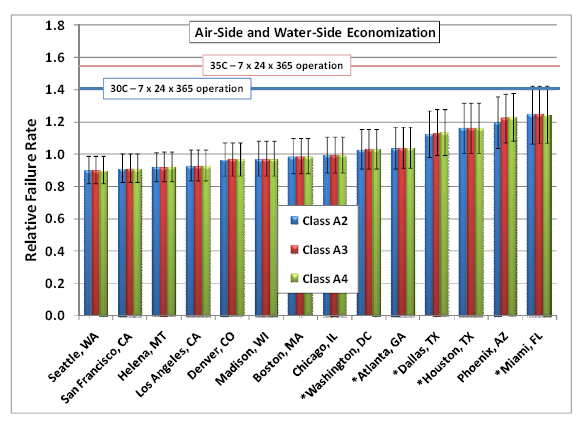 Air-Side and Water-Side Economization
35C – 7 x 24 x 365 operation
30C – 7 x 24 x 365 operation
Relative Failure Rate
1.8
1.6
1.4
1.2
1.0
0.8
0.6
0.4
0.2
0.0
Class A2
Class A3
Class A4
Seattle, WA
San Francisco, CA
Helena, MT
Los Angeles, CA
Denver, CO
Madison, WI
Boston, MA
Chicago, IL
*Washington, DC
*Atlanta, GA
*Dallas, TX
*Houston, TX
Phoenix, AZ
*Miami, FL